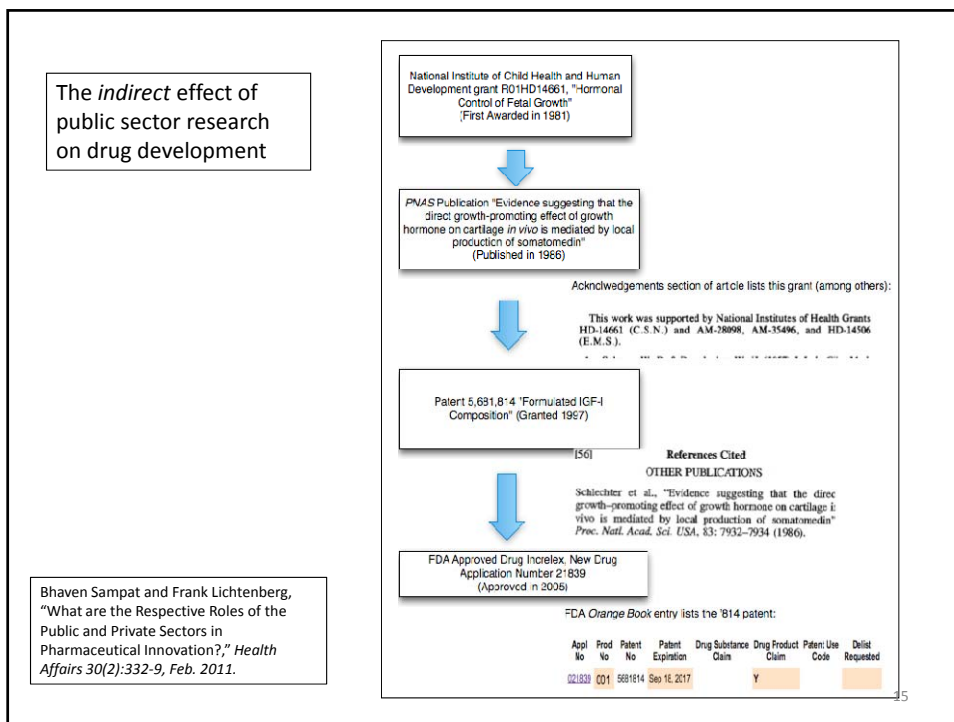 The indirect effect of
public sector research
on drug development
National Institute of Child Health and Human
Development grant R01HD14661, "Hormonal
Control of Fetal Growth"
(First Awarded in 1981)
PNAS Publication "Evidence suggesting that the
direct growth-promoting effect of growth
hormone on cartilage in vivo is mediated by local
production of somatomedin"
(Published in 1986)
Acknowledgements section of article lists this grant (among others):
This work was supported by National Institutes of Health Grants
HD-14661 (C.S.N.) and AM-28098, AM-35496, and HD-14506
(E.M.S.).
Patent 5,681,814 "Formulated IGF-I
Composition" (Granted 1997)
[56] References Cited
OTHER PUBLICATIONS
Schlechter et al., "Evidence suggesting that the direc
growth-promoting effect of growth hormone on cartilage i
vivo is mediated by local production of somatomedin"
Proc. Natl. Acad. Sci. USA, 83: 7932–7934 (1986).
FDA Approved Drug Increlex, New Drug
Application Number 21839
(Approved in 2005)
FDA Orange Book entry lists the '814 patent:
Appl No Prod No Patent No Patent Expiration Drug Substance Claim Drug Product Claim Patent Use Code Delist Requested
021839 001 5681814 Sep 18, 2017 Y
Bhaven Sampat and Frank Lichtenberg,
“What are the Respective Roles of the
Public and Private Sectors in
Pharmaceutical Innovation?,” Health
Affairs 30(2):332-9, Feb. 2011.
15